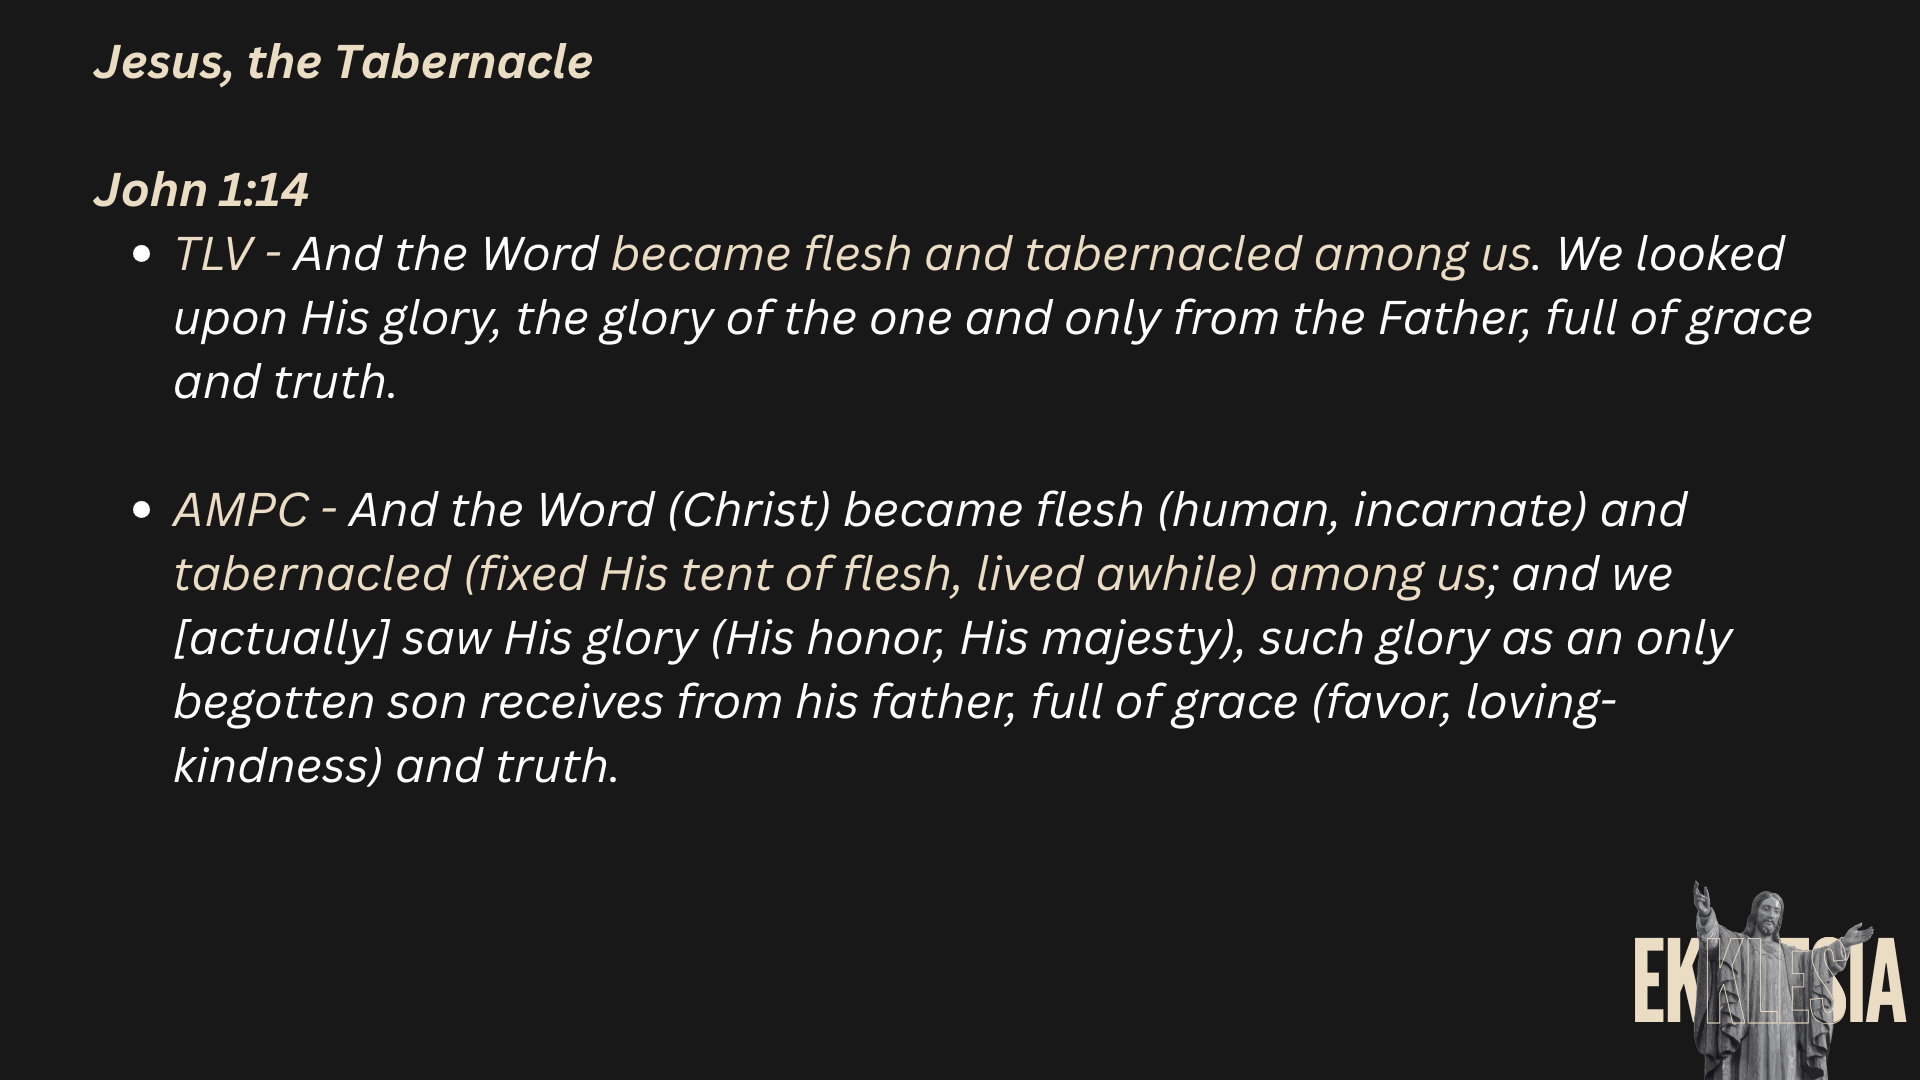 Jesus, the Tabernacle
John 1:14
• TLV - And the Word became flesh and tabernacled among us. We looked
upon His glory, the glory of the one and only from the Father, full of grace
and truth.
• AMPC - And the Word (Christ) became flesh (human, incarnate) and
tabernacled (fixed His tent of flesh, lived awhile) among us; and we
[actually] saw His glory (His honor, His majesty), such glory as an only
begotten son receives from his father, full of grace (favor, loving-
kindness) and truth.
EKKLESIA